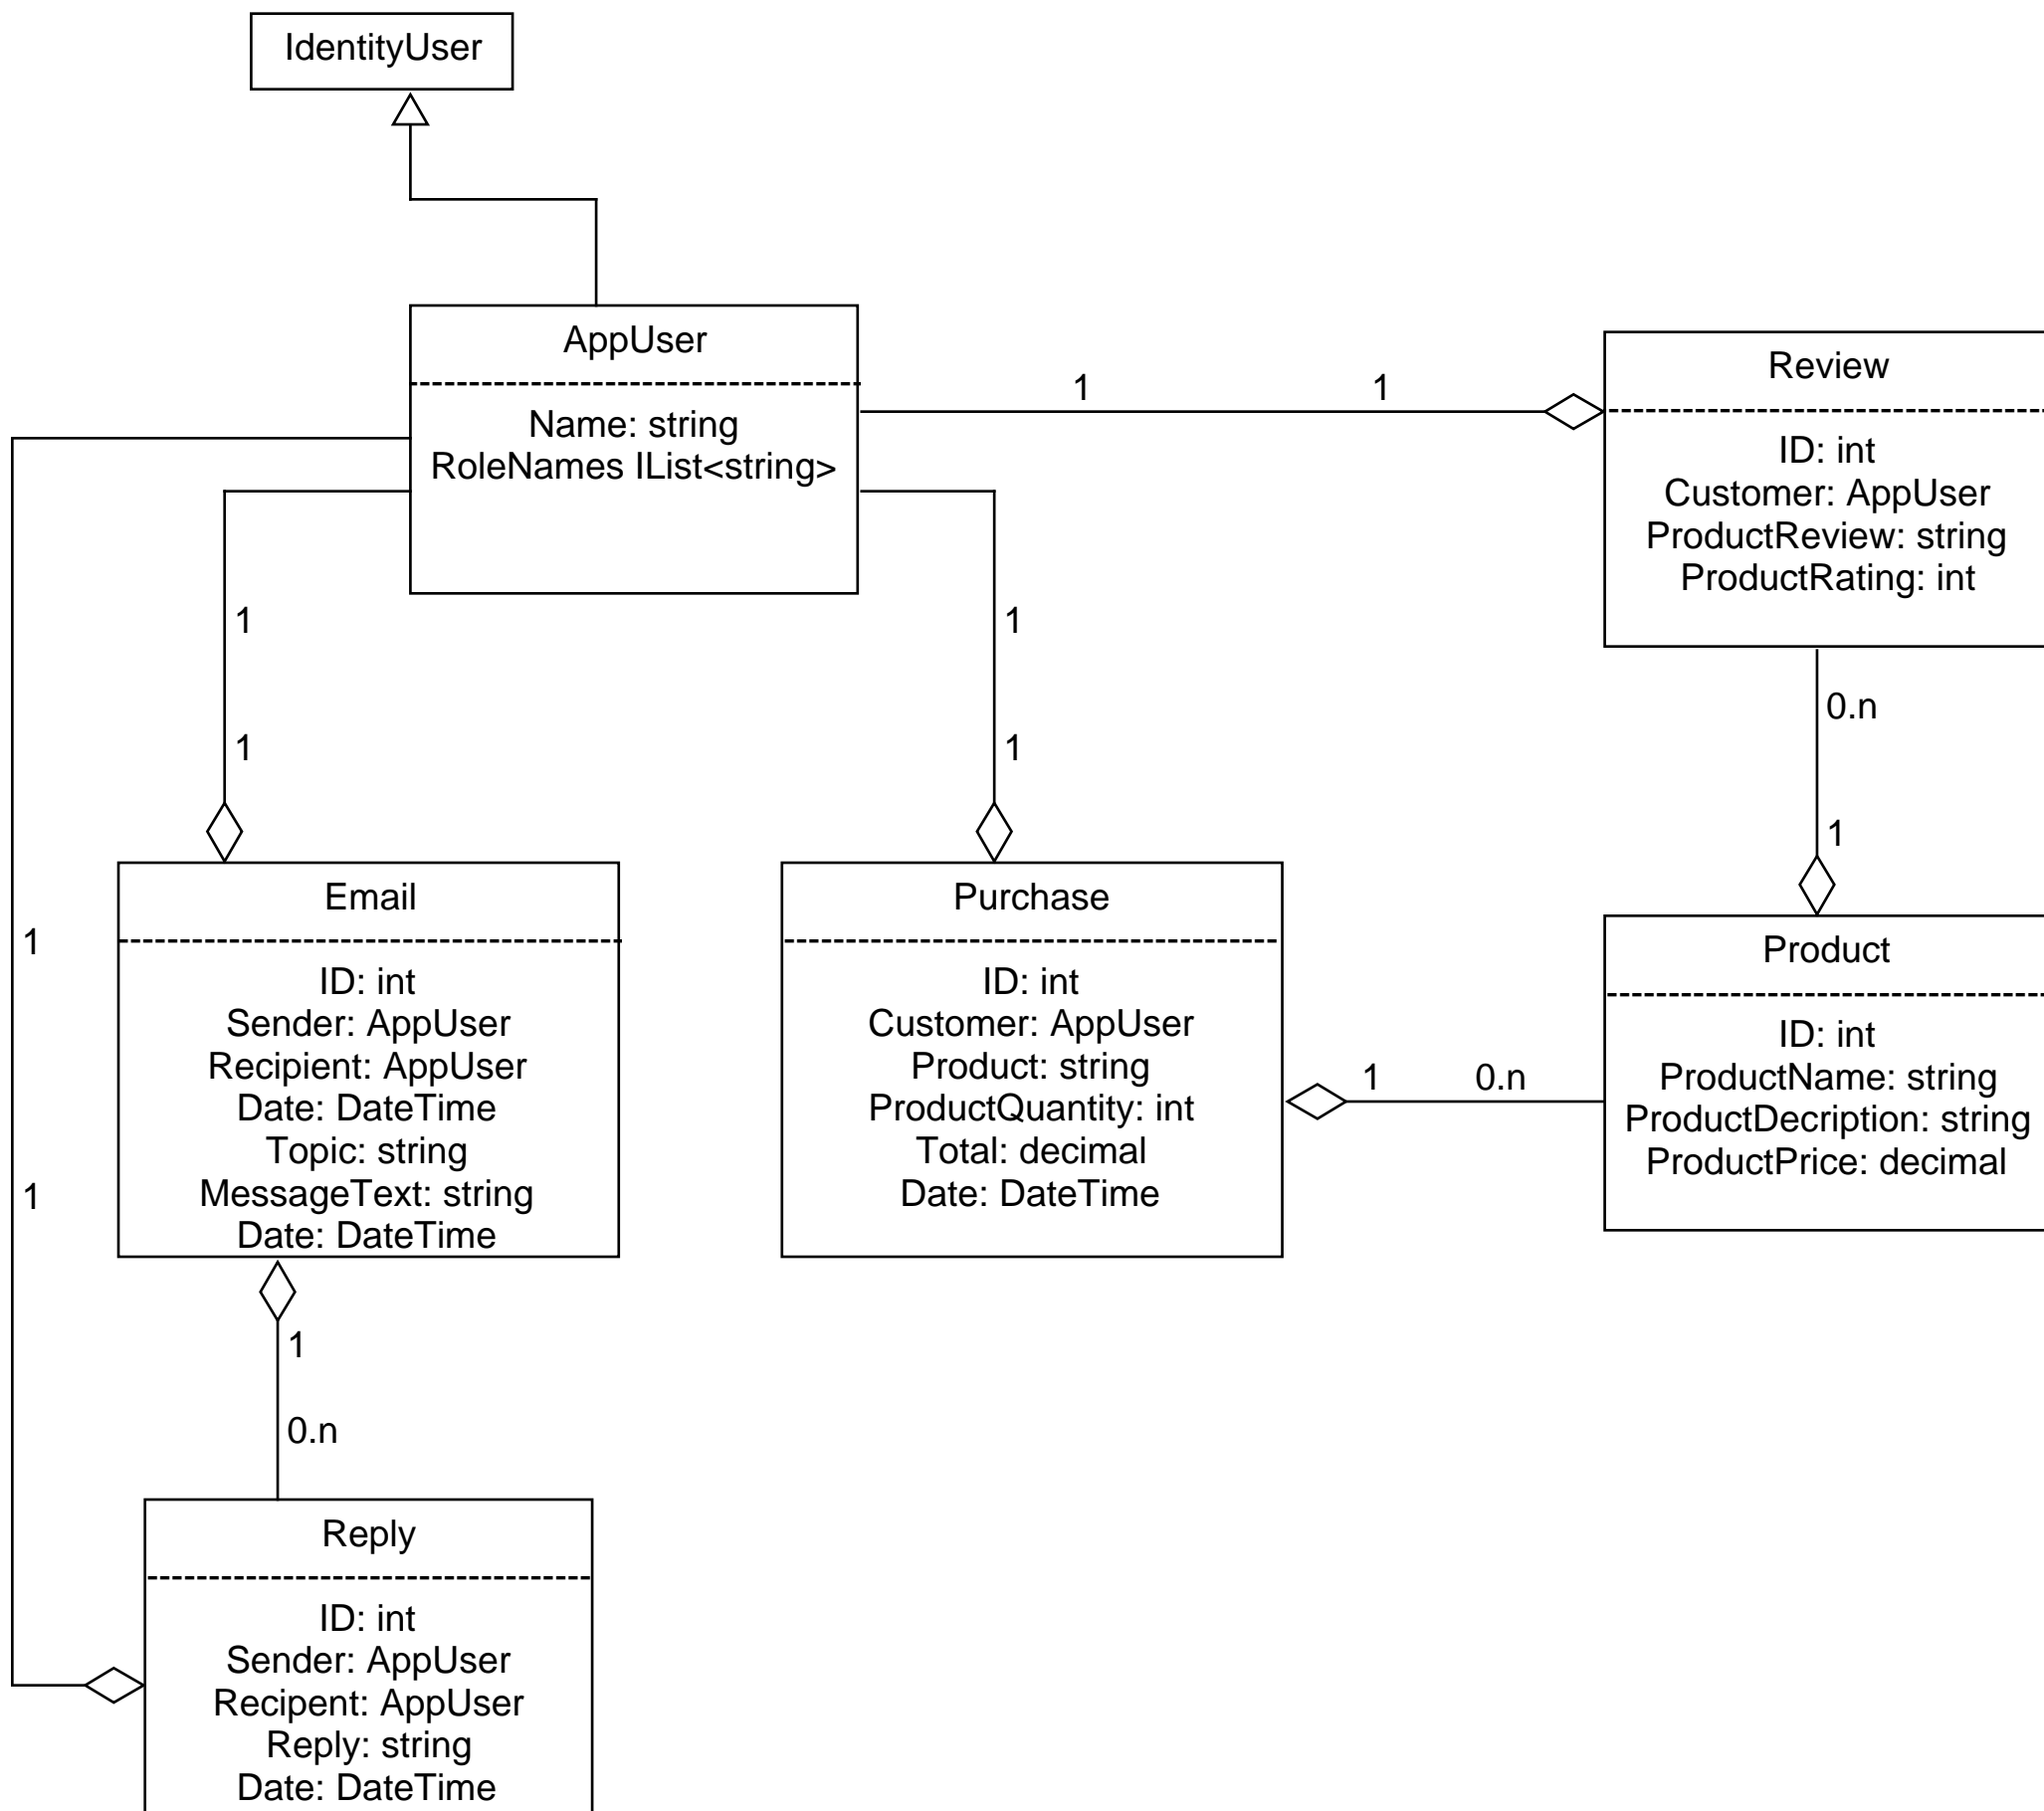 IdentityUser
AppUser
Name: string
RoleNames IList<string>
1
1
Review
ID: int
Customer: AppUser
ProductReview: string
ProductRating: int
1
1
1
1
0.n
1
Email
ID: int
Sender: AppUser
Recipient: AppUser
Date: DateTime
Topic: string
MessageText: string
Date: DateTime
Purchase
ID: int
Customer: AppUser
Product: string
ProductQuantity: int
Total: decimal
Date: DateTime
1
0.n
Product
ID: int
ProductName: string
ProductDecription: string
ProductPrice: decimal
1
1
1
0.n
Reply
ID: int
Sender: AppUser
Recipent: AppUser
Reply: string
Date: DateTime